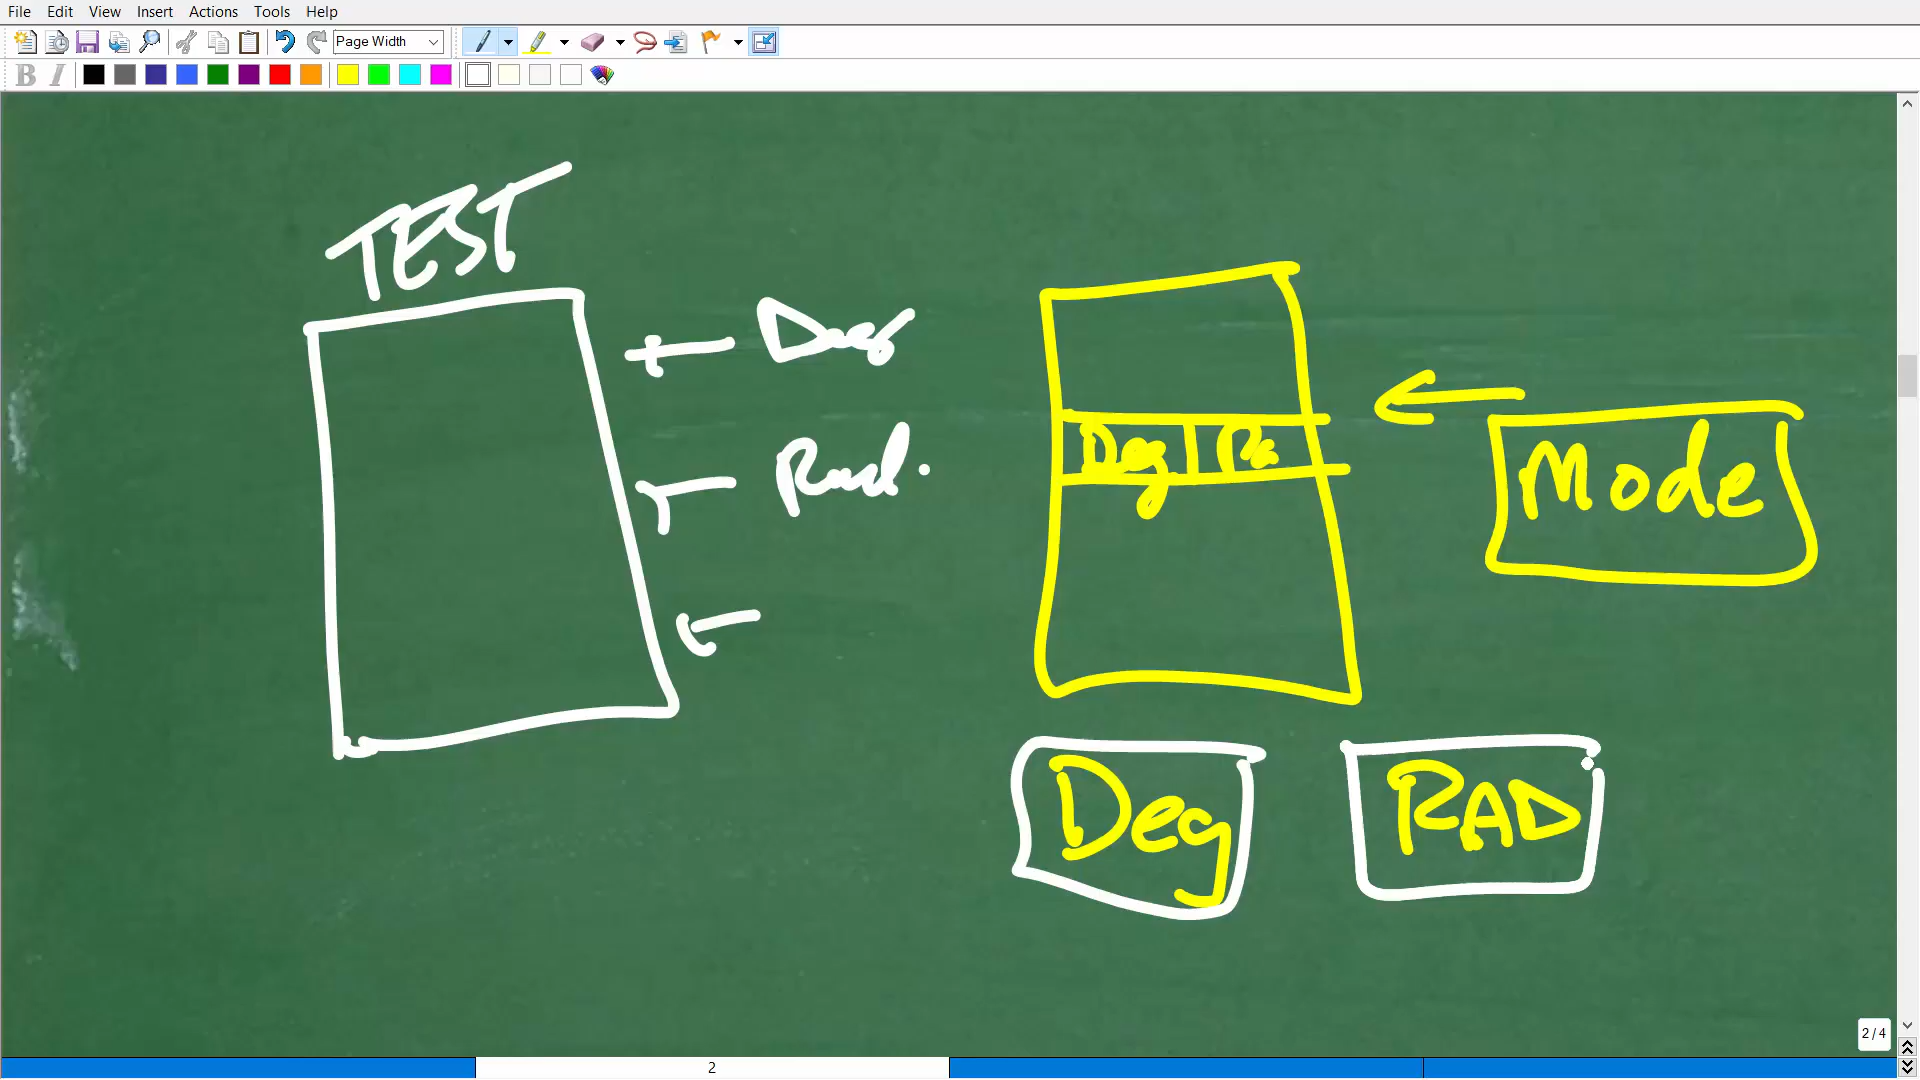 File Edit View Insert Actions Tools Help
Page Width
B I
TEST
Deg
Rad.
Deg Ra
Mode
Deg RAD
2 / 4
2